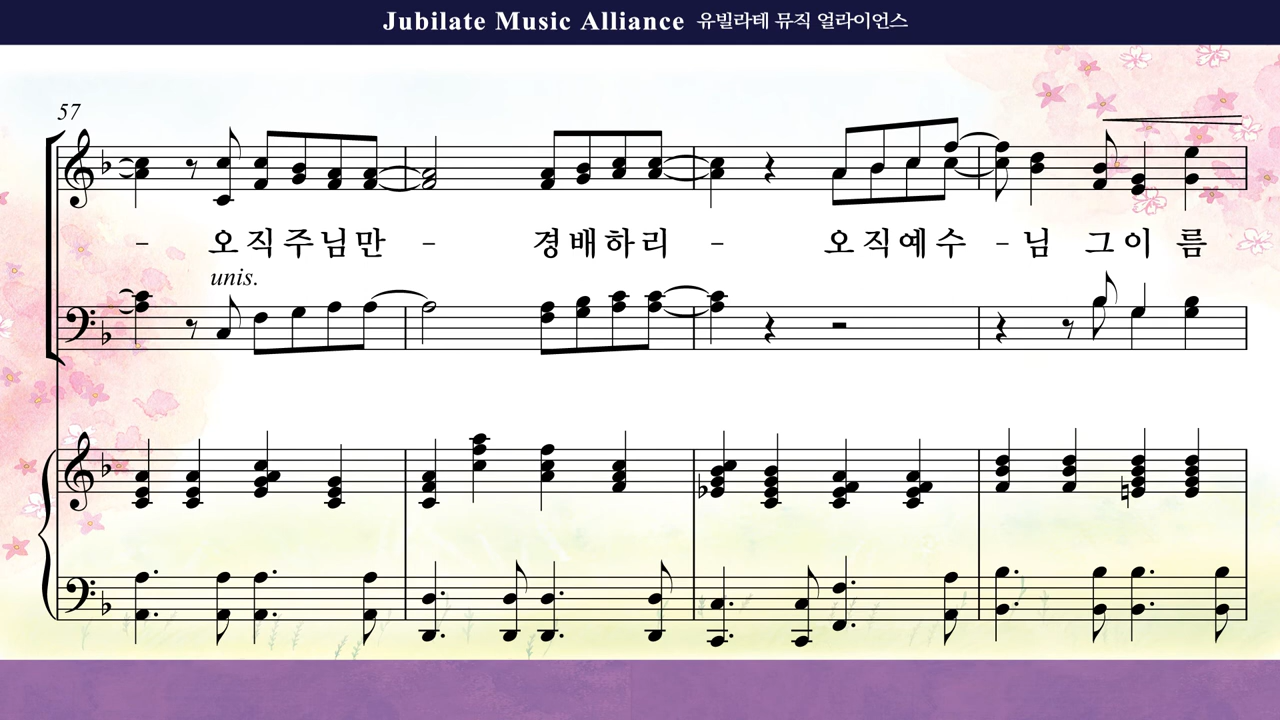 Jubilate Music Alliance 유빌라테 뮤직 얼라이언스
57
- 오직주님만 - 경배하리 - 오직예수 - 님 그이 름
unis.